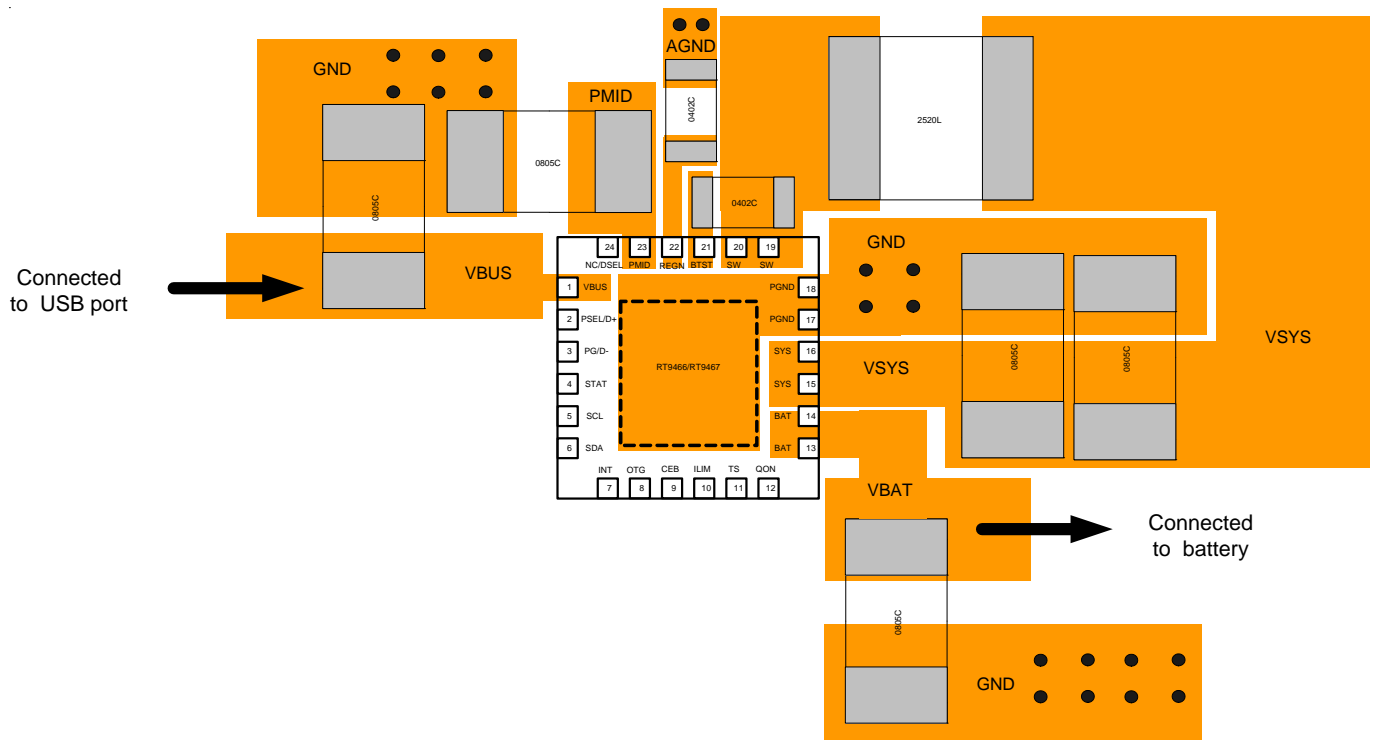 AGND
GND
PMID
0402C
2520L
0805C
0805C
0402C
GND
24
23
22
21
20
19
NC/DSEL
PMID
REGN
BTST
SW
SW
Connected
to USB port
VBUS
1
VBUS
PGND
18
2
PSEL/D+
PGND
17
3
PG/D-
SYS
16
4
STAT
SYS
15
5
SCL
BAT
14
6
SDA
BAT
13
RT9466/RT9467
VSYS
0805C
0805C
VSYS
INT
OTG
CEB
ILIM
TS
QON
7
8
9
10
11
12
VBAT
Connected
to battery
0805C
GND